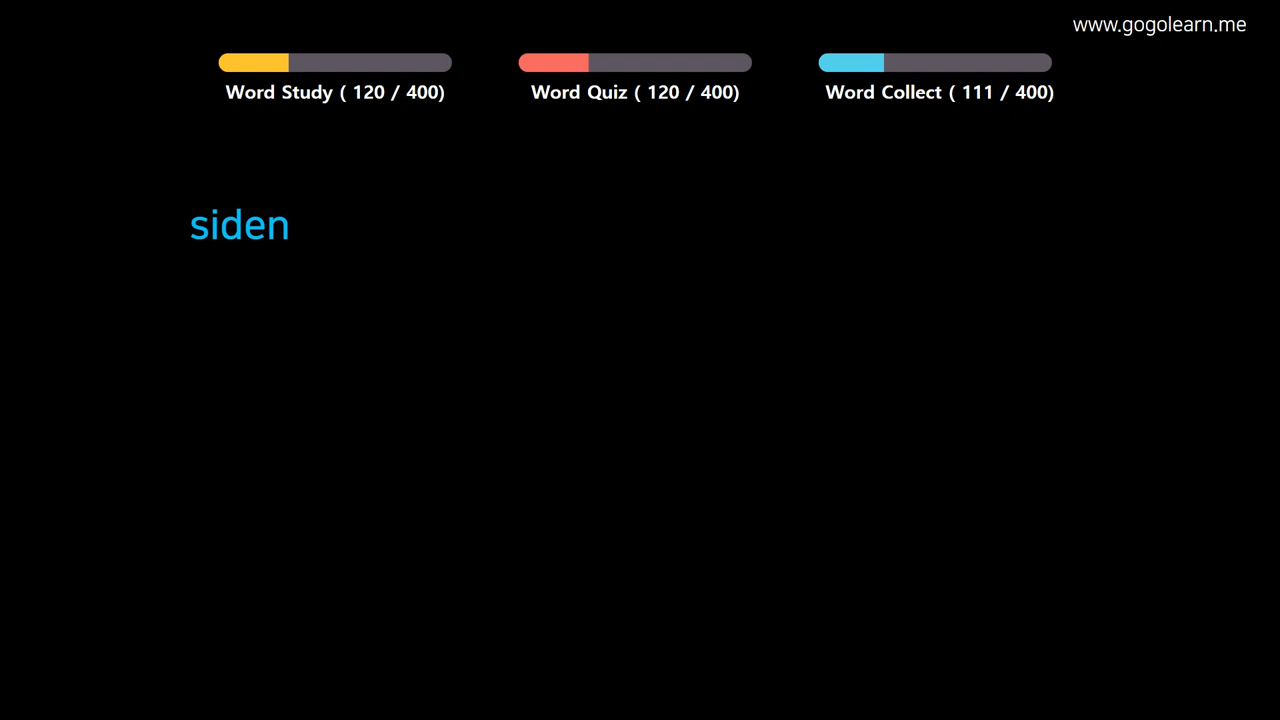 www.gogolearn.me
Word Study ( 120 / 400)
Word Quiz ( 120 / 400)
Word Collect ( 111 / 400)
siden